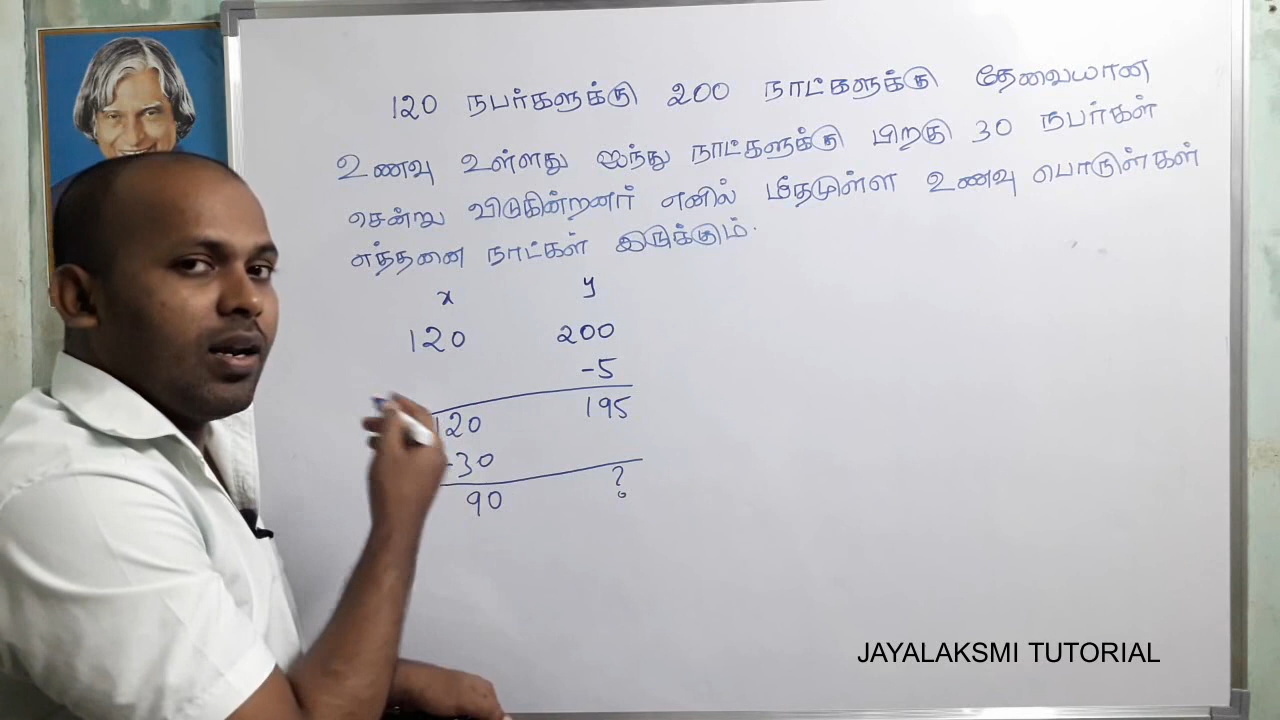 120 நபர்களுக்கு 200 நாட்களுக்கு தேவையான
உணவு உள்ளது ஐந்து நாட்களுக்கு பிறகு 30 நபர்கள்
சென்று விடுகின்றனர் எனில் மீதமுள்ள உணவு பொருள்கள்
எத்தனை நாட்கள் இருக்கும்.
x y
120 200
-5
120 195
-30
90 ?
JAYALAKSMI TUTORIAL